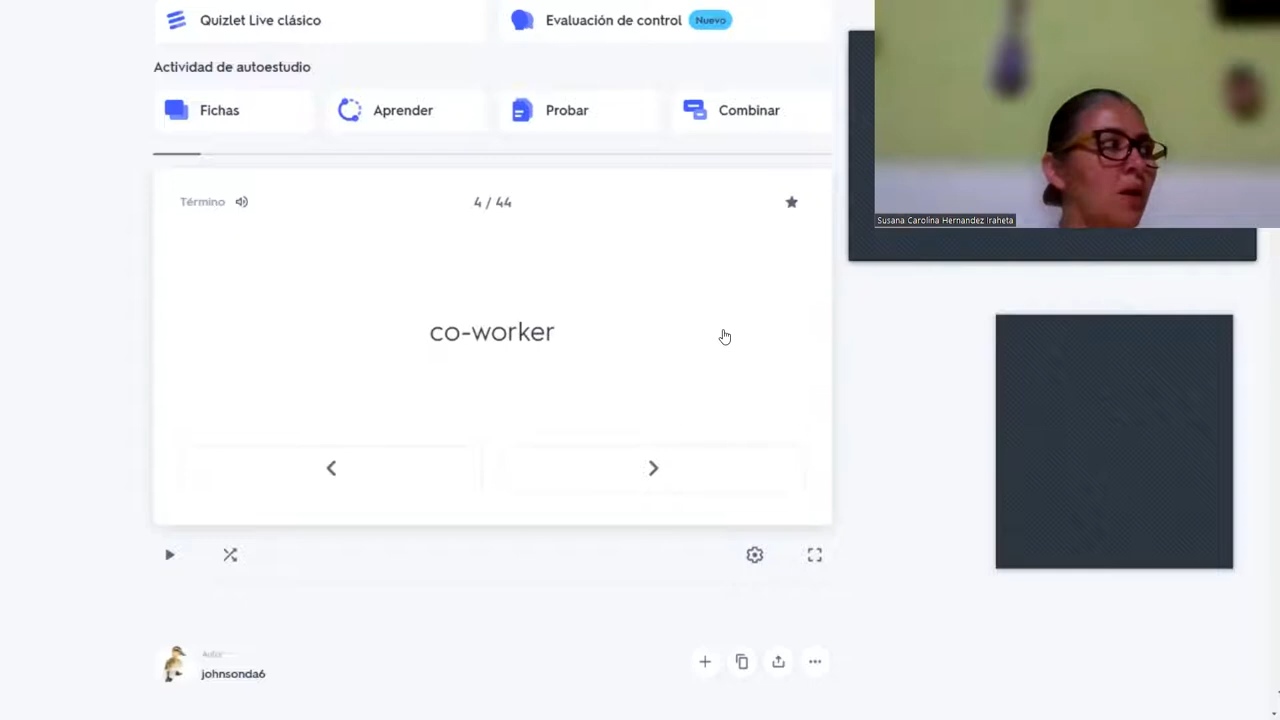 Quizlet Live clásico
Evaluación de control Nuevo
Actividad de autoestudio
Fichas
Aprender
Probar
Combinar
Término
4 / 44
co-worker
Susana Carolina Hernandez Iraheta
johnsonda6